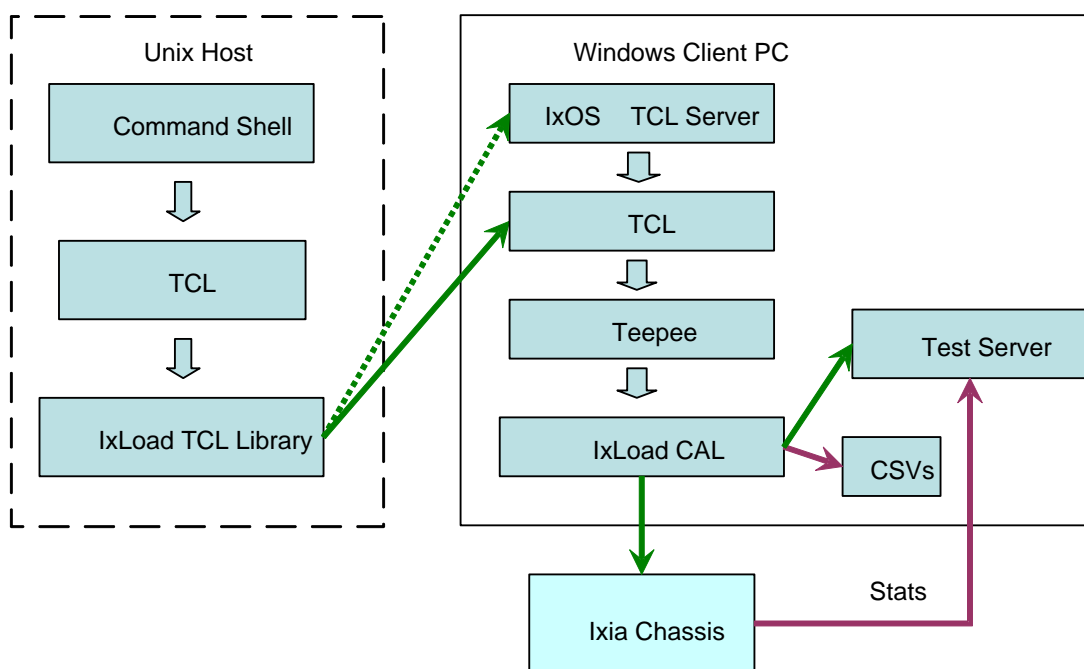 Unix Host
Command Shell
TCL
IxLoad TCL Library
Windows Client PC
IxOS TCL Server
TCL
Teepee
IxLoad CAL
Test Server
CSVs
Ixia Chassis
Stats